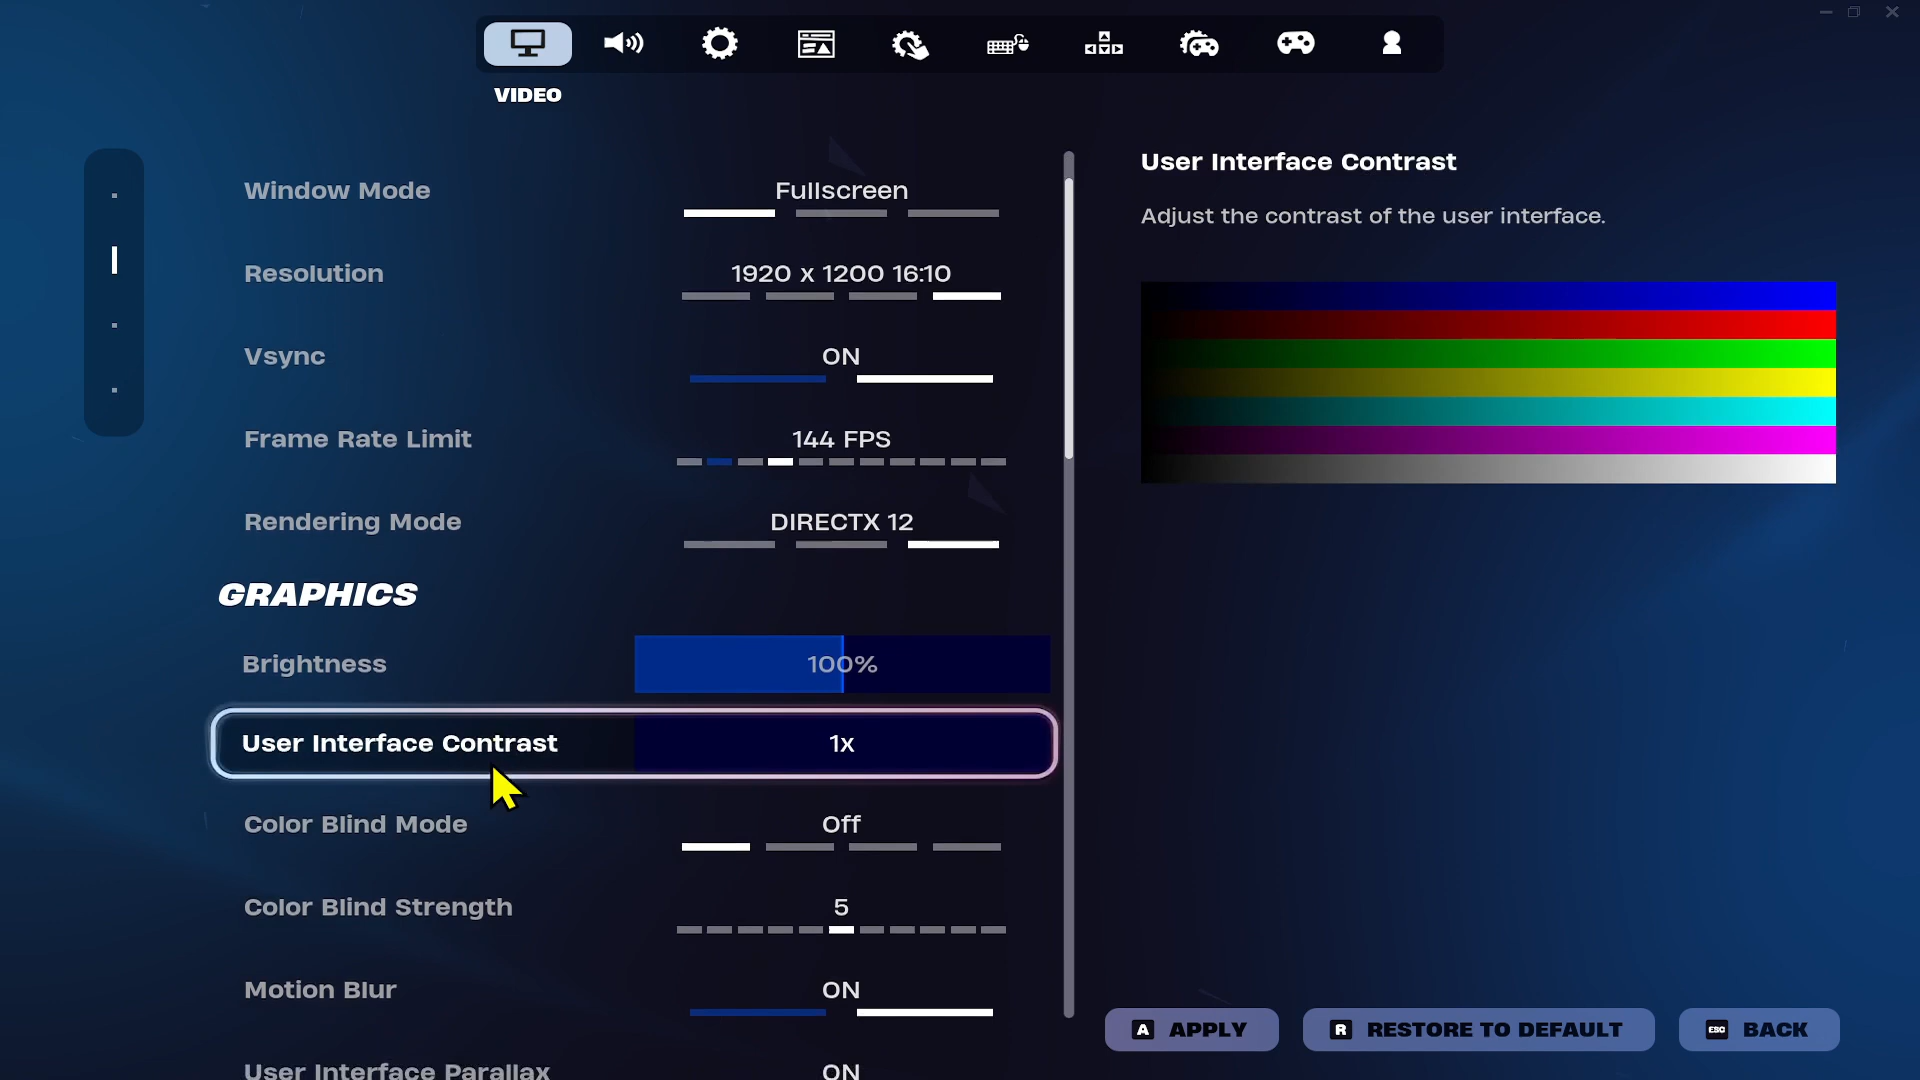 VIDEO
Window Mode
Fullscreen
Resolution
1920 x 1200 16:10
Vsync
ON
Frame Rate Limit
144 FPS
Rendering Mode
DIRECTX 12
GRAPHICS
Brightness
100%
User Interface Contrast
1x
Color Blind Mode
Off
Color Blind Strength
5
Motion Blur
ON
User Interface Parallax
ON
User Interface Contrast
Adjust the contrast of the user interface.
A APPLY
R RESTORE TO DEFAULT
ESC BACK